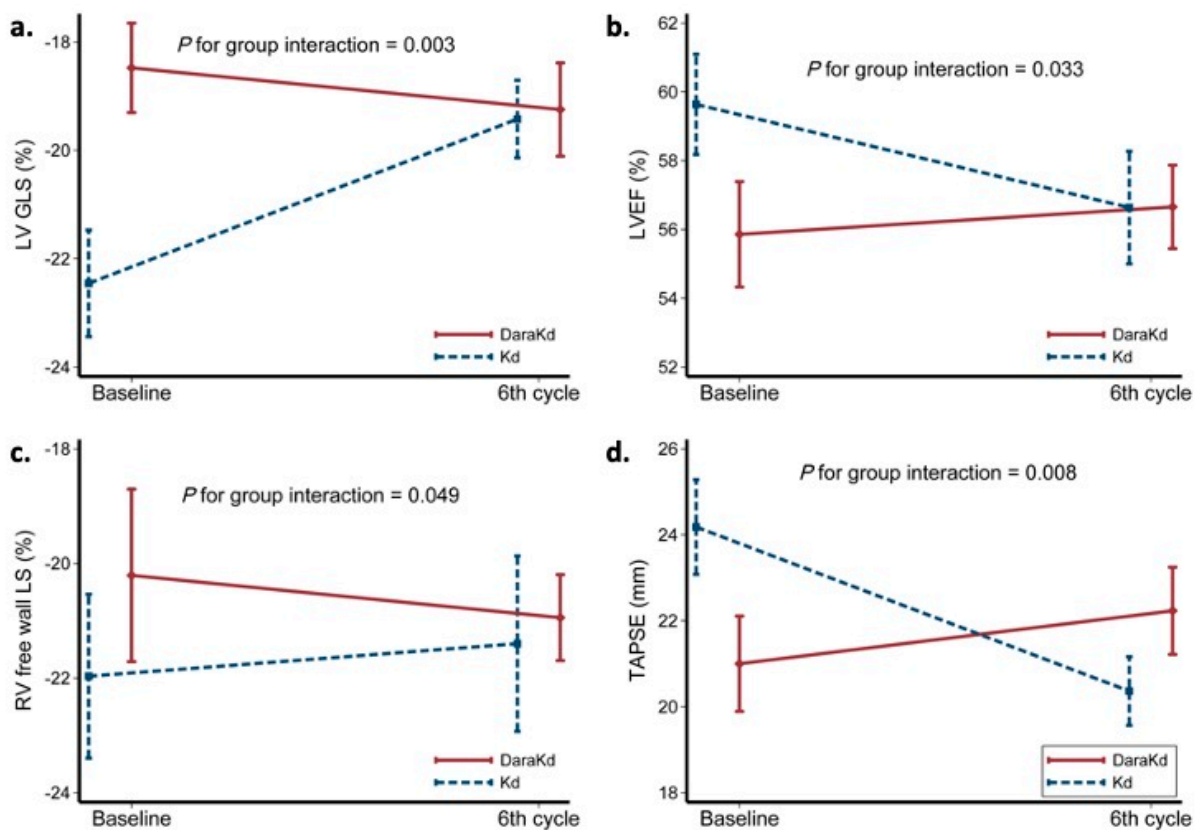 a.
P for group interaction = 0.003
LV GLS (%)
-18
-20
-22
-24
DaraKd
Kd
Baseline
6th cycle
b.
P for group interaction = 0.033
LVEF (%)
62
60
58
56
54
52
DaraKd
Kd
Baseline
6th cycle
c.
P for group interaction = 0.049
RV free wall LS (%)
-18
-20
-22
-24
DaraKd
Kd
Baseline
6th cycle
d.
P for group interaction = 0.008
TAPSE (mm)
26
24
22
20
18
DaraKd
Kd
Baseline
6th cycle